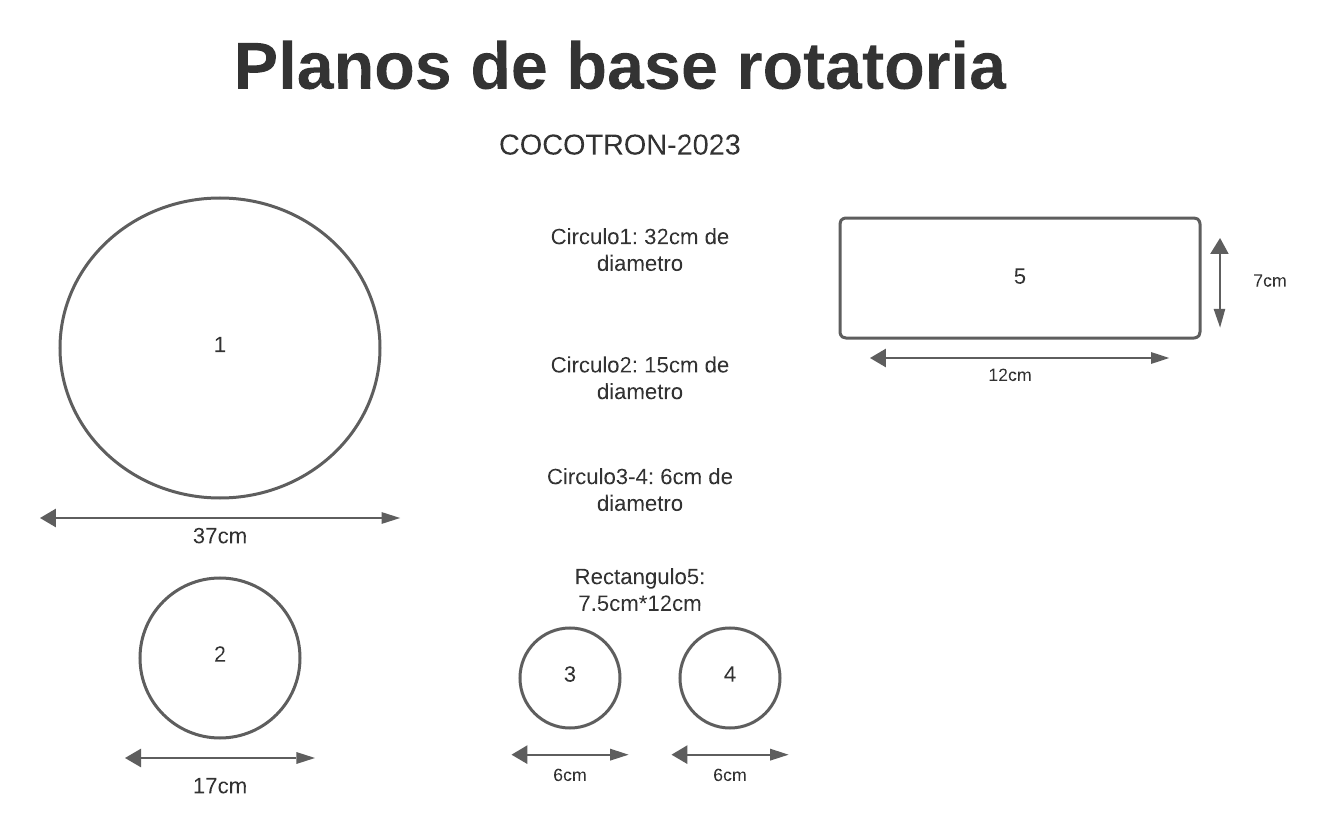 Planos de base rotatoria
COCOTRON-2023
1
37cm
2
17cm
Circulo1: 32cm de
diametro
Circulo2: 15cm de
diametro
Circulo3-4: 6cm de
diametro
Rectangulo5:
7.5cm*12cm
3
4
6cm
6cm
5
7cm
12cm